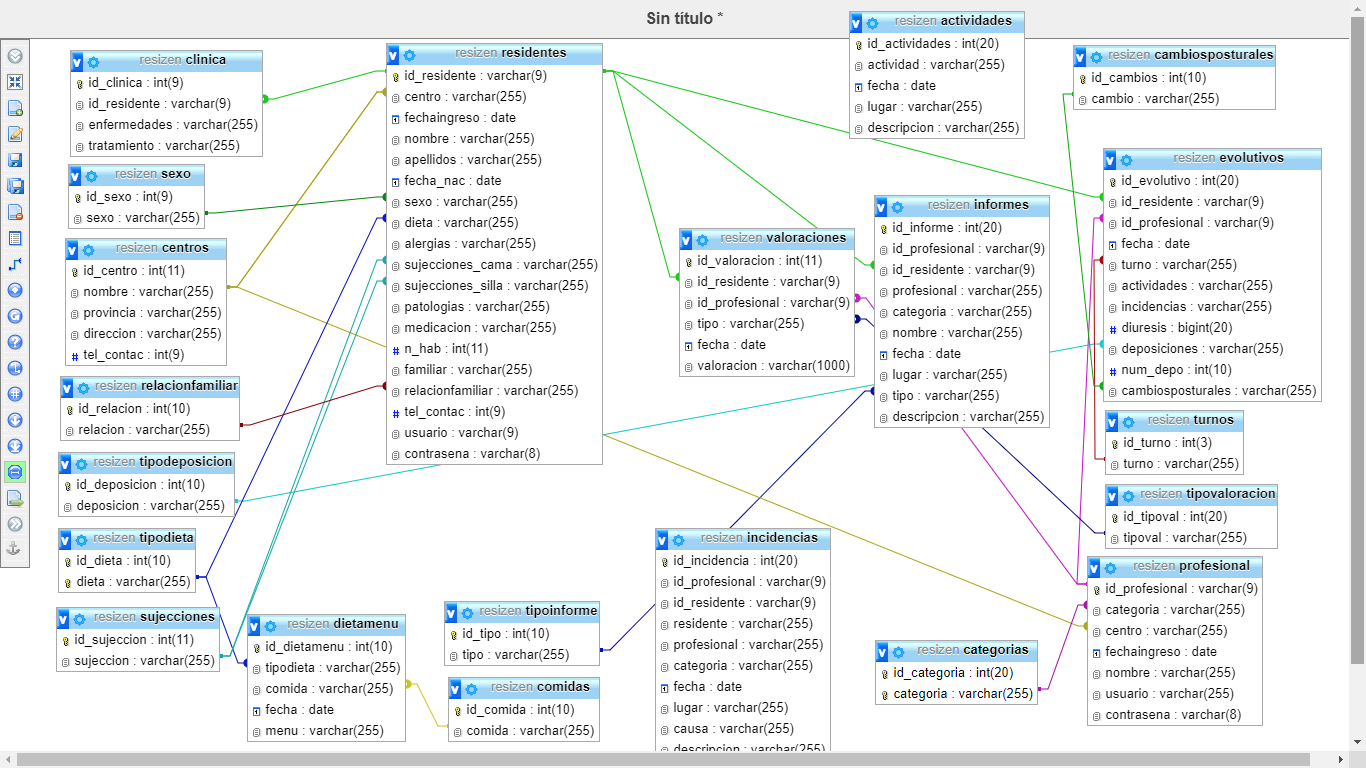 Sin título *
resizen clinica
id_clinica : int(9)
id_residente : varchar(9)
enfermedades : varchar(255)
tratamiento : varchar(255)
resizen sexo
id_sexo : int(9)
sexo : varchar(255)
resizen centros
id_centro : int(11)
nombre : varchar(255)
provincia : varchar(255)
direccion : varchar(255)
tel_contac : int(9)
resizen relacionfamiliar
id_relacion : int(10)
relacion : varchar(255)
resizen tipodeposicion
id_deposicion : int(10)
deposicion : varchar(255)
resizen tipodieta
id_dieta : int(10)
dieta : varchar(255)
resizen sujecciones
id_sujeccion : int(11)
sujeccion : varchar(255)
resizen dietamenu
id_dietamenu : int(10)
tipodieta : varchar(255)
comida : varchar(255)
fecha : date
menu : varchar(255)
resizen residentes
id_residente : varchar(9)
centro : varchar(255)
fechaingreso : date
nombre : varchar(255)
apellidos : varchar(255)
fecha_nac : date
sexo : varchar(255)
dieta : varchar(255)
alergias : varchar(255)
sujecciones_cama : varchar(255)
sujecciones_silla : varchar(255)
patologias : varchar(255)
medicacion : varchar(255)
n_hab : int(11)
familiar : varchar(255)
relacionfamiliar : varchar(255)
tel_contac : int(9)
usuario : varchar(9)
contrasena : varchar(8)
resizen tipoinforme
id_tipo : int(10)
tipo : varchar(255)
resizen comidas
id_comida : int(10)
comida : varchar(255)
resizen valoraciones
id_valoracion : int(11)
id_residente : varchar(9)
id_profesional : varchar(9)
tipo : varchar(255)
fecha : date
valoracion : varchar(1000)
resizen incidencias
id_incidencia : int(20)
id_profesional : varchar(9)
id_residente : varchar(9)
residente : varchar(255)
profesional : varchar(255)
categoria : varchar(255)
fecha : date
lugar : varchar(255)
causa : varchar(255)
descripcion : varchar(255)
resizen actividades
id_actividades : int(20)
actividad : varchar(255)
fecha : date
lugar : varchar(255)
descripcion : varchar(255)
resizen informes
id_informe : int(20)
id_profesional : varchar(9)
id_residente : varchar(9)
profesional : varchar(255)
categoria : varchar(255)
nombre : varchar(255)
fecha : date
lugar : varchar(255)
tipo : varchar(255)
descripcion : varchar(255)
resizen categorias
id_categoria : int(20)
categoria : varchar(255)
resizen cambiosposturales
id_cambios : int(10)
cambio : varchar(255)
resizen evolutivos
id_evolutivo : int(20)
id_residente : varchar(9)
id_profesional : varchar(9)
fecha : date
turno : varchar(255)
actividades : varchar(255)
incidencias : varchar(255)
diuresis : bigint(20)
deposiciones : varchar(255)
num_depo : int(10)
cambiosposturales : varchar(255)
resizen turnos
id_turno : int(3)
turno : varchar(255)
resizen tipovaloracion
id_tipoval : int(20)
tipoval : varchar(255)
resizen profesional
id_profesional : varchar(9)
categoria : varchar(255)
centro : varchar(255)
fechaingreso : date
nombre : varchar(255)
usuario : varchar(255)
contrasena : varchar(8)